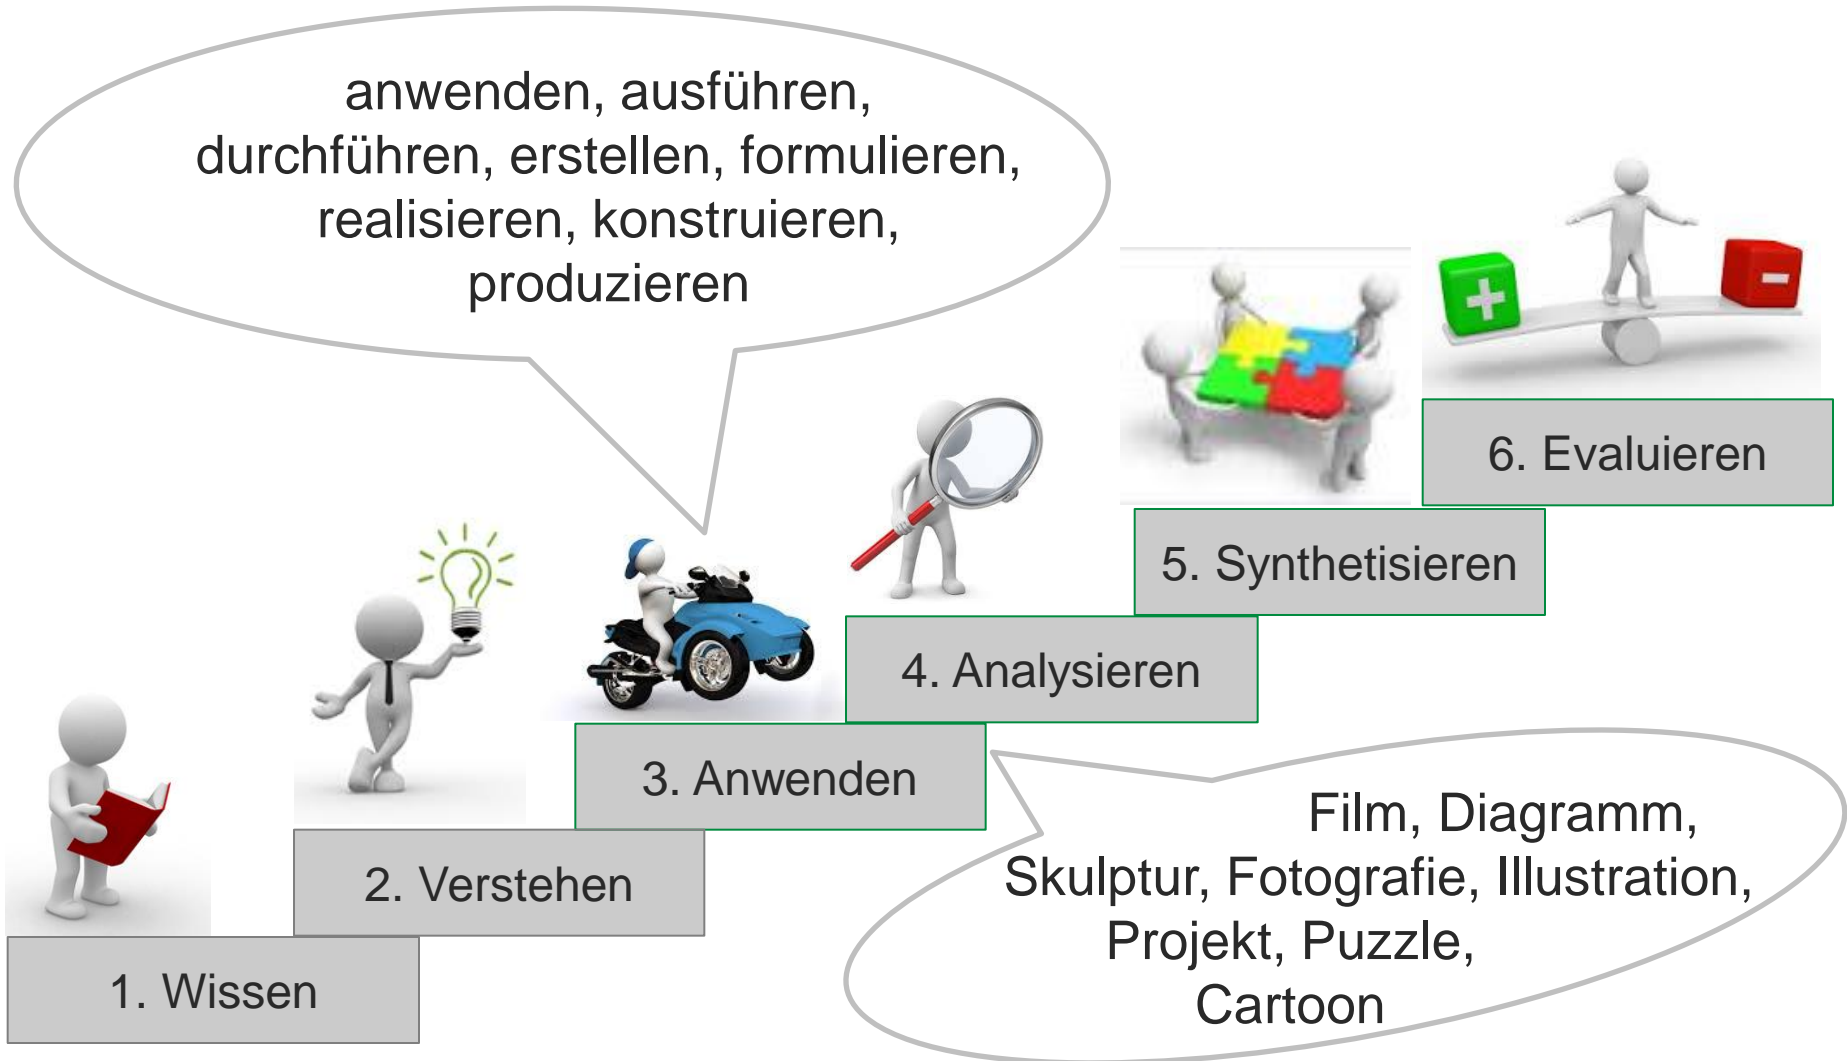 anwenden, ausführen,
durchführen, erstellen, formulieren,
realisieren, konstruieren,
produzieren
6. Evaluieren
5. Synthetisieren
4. Analysieren
3. Anwenden
2. Verstehen
1. Wissen
Film, Diagramm,
Skulptur, Fotografie, Illustration,
Projekt, Puzzle,
Cartoon